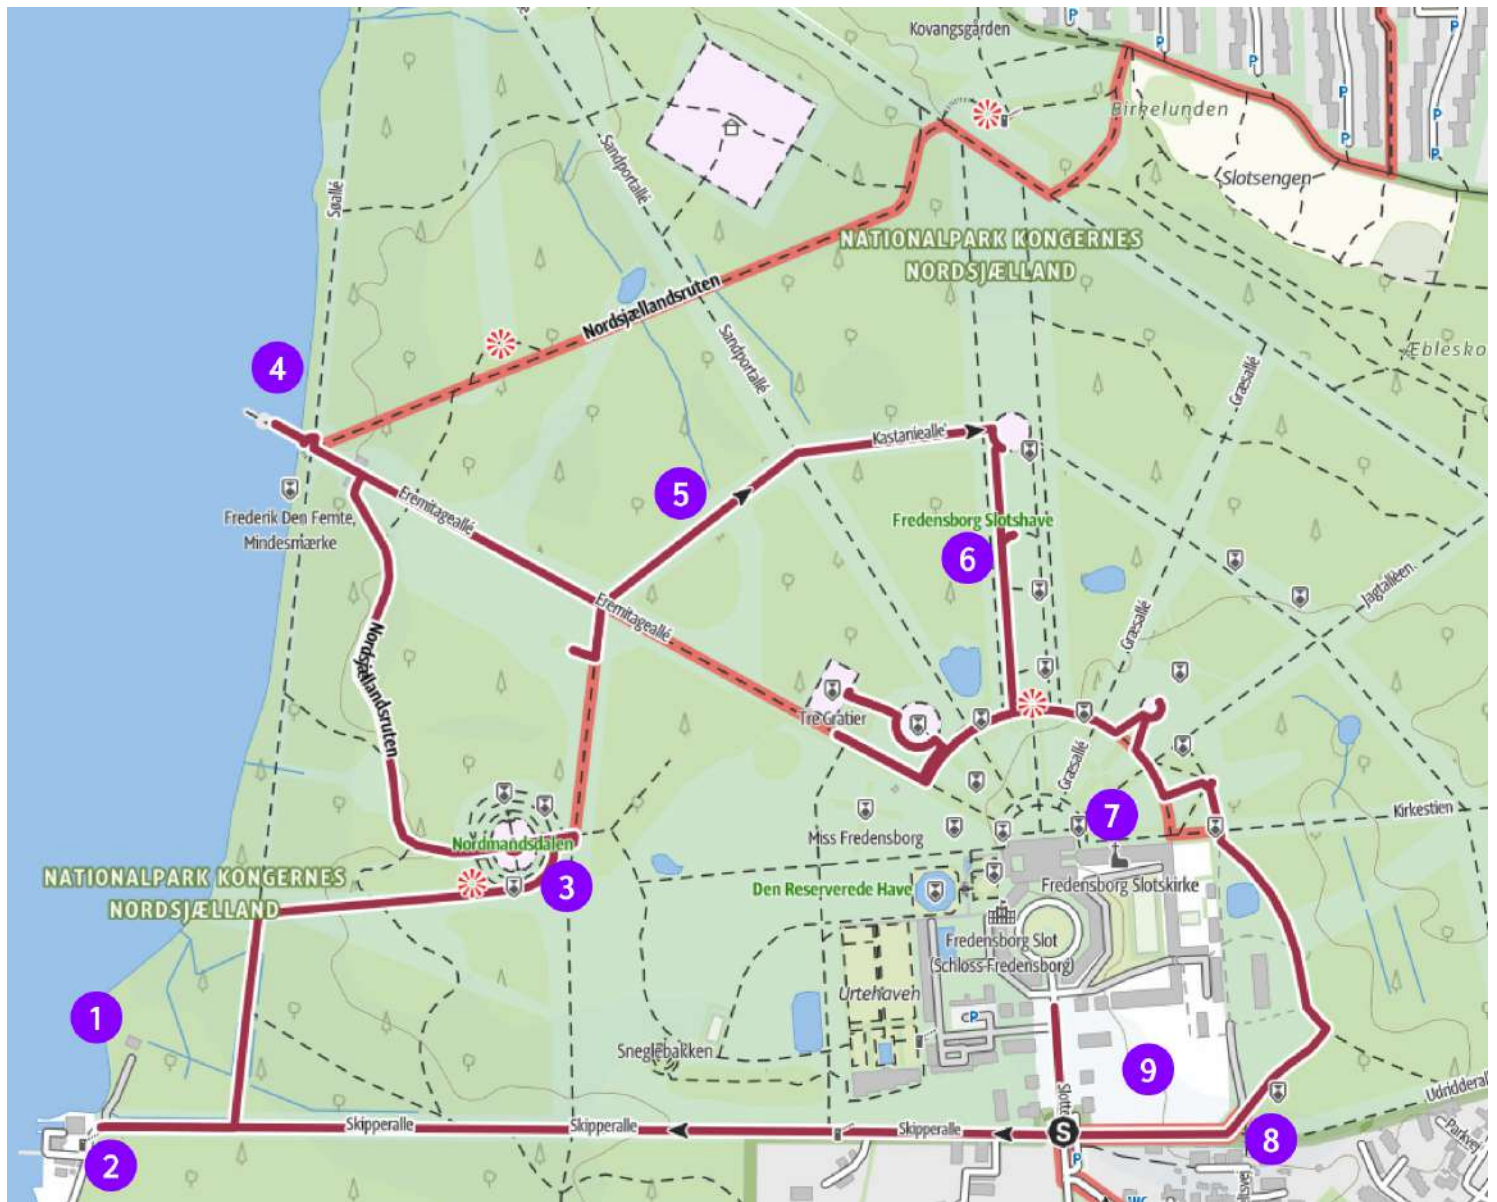 P
Kovangsgården
P
P
P
P
P
P
Birkelunden
Slotsengen
Sandportallé
Søallé
NATIONALPARK KONGERNES
NORDSJÆLLAND
Nordsjællandsruten
Sandportallé
Æblesko
Græsallé
4
Kastanieallé
Eremitageallé
5
Frederik Den Femte,
Mindesmærke
Fredensborg Slotshave
6
Jagtalléen
Eremitageallé
Græsallé
Nordsjællandsruten
Tre Gratier
Græsallé
Kirkestien
7
Miss Fredensborg
Nordmandsdalen
NATIONALPARK KONGERNES
NORDSJÆLLAND
3
Den Reserverede Have
Fredensborg Slotskirke
Fredensborg Slot
(Schloss Fredensborg)
Urtehaven
P
1
Sneglebakken
9
Slotts
Udridderal
Skipperalle
Skipperalle
Skipperalle
S
8
Parkvej
2
P
WC